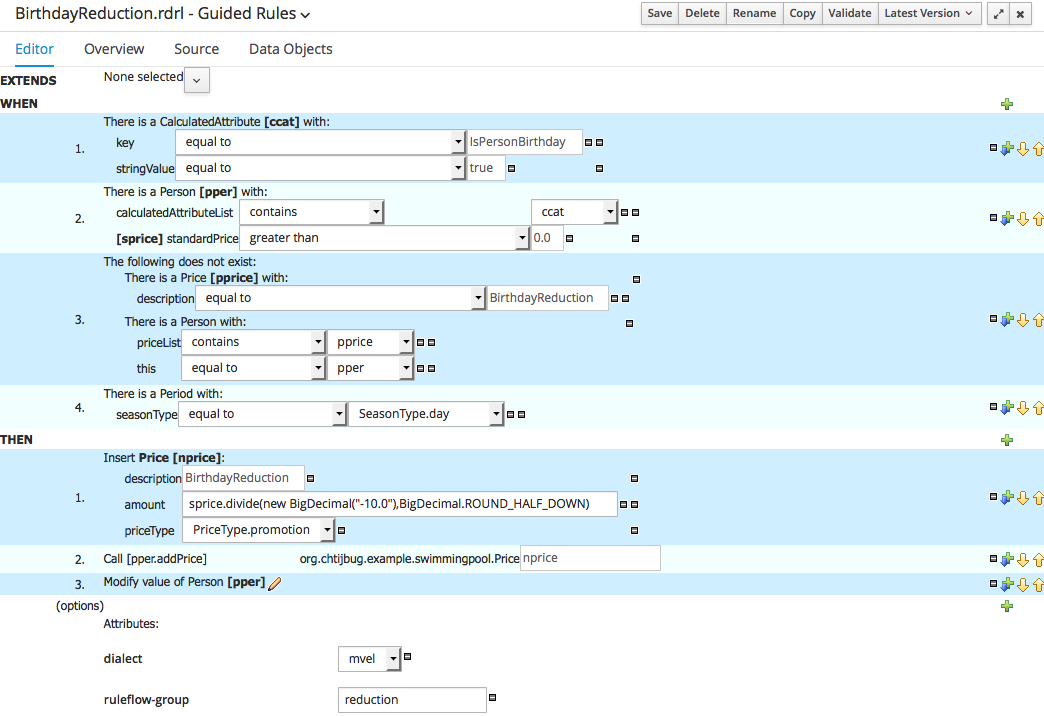 BirthdayReduction.rdrl - Guided Rules
Save Delete Rename Copy Validate Latest Version
Editor Overview Source Data Objects
EXTENDS None selected
WHEN
There is a CalculatedAttribute [ccat] with:
1. key equal to IsPersonBirthday
stringValue equal to true
There is a Person [pper] with:
2. calculatedAttributeList contains ccat
[sprice] standardPrice greater than 0.0
The following does not exist:
There is a Price [pprice] with:
description equal to BirthdayReduction
3. There is a Person with:
priceList contains pprice
this equal to pper
There is a Period with:
4. seasonType equal to SeasonType.day
THEN
Insert Price [nprice]:
description BirthdayReduction
1. amount sprice.divide(new BigDecimal("-10.0"),BigDecimal.ROUND_HALF_DOWN)
priceType PriceType.promotion
2. Call [pper.addPrice] org.chtijbug.example.swimmingpool.Price nprice
3. Modify value of Person [pper]
(options)
Attributes:
dialect mvel
ruleflow-group reduction